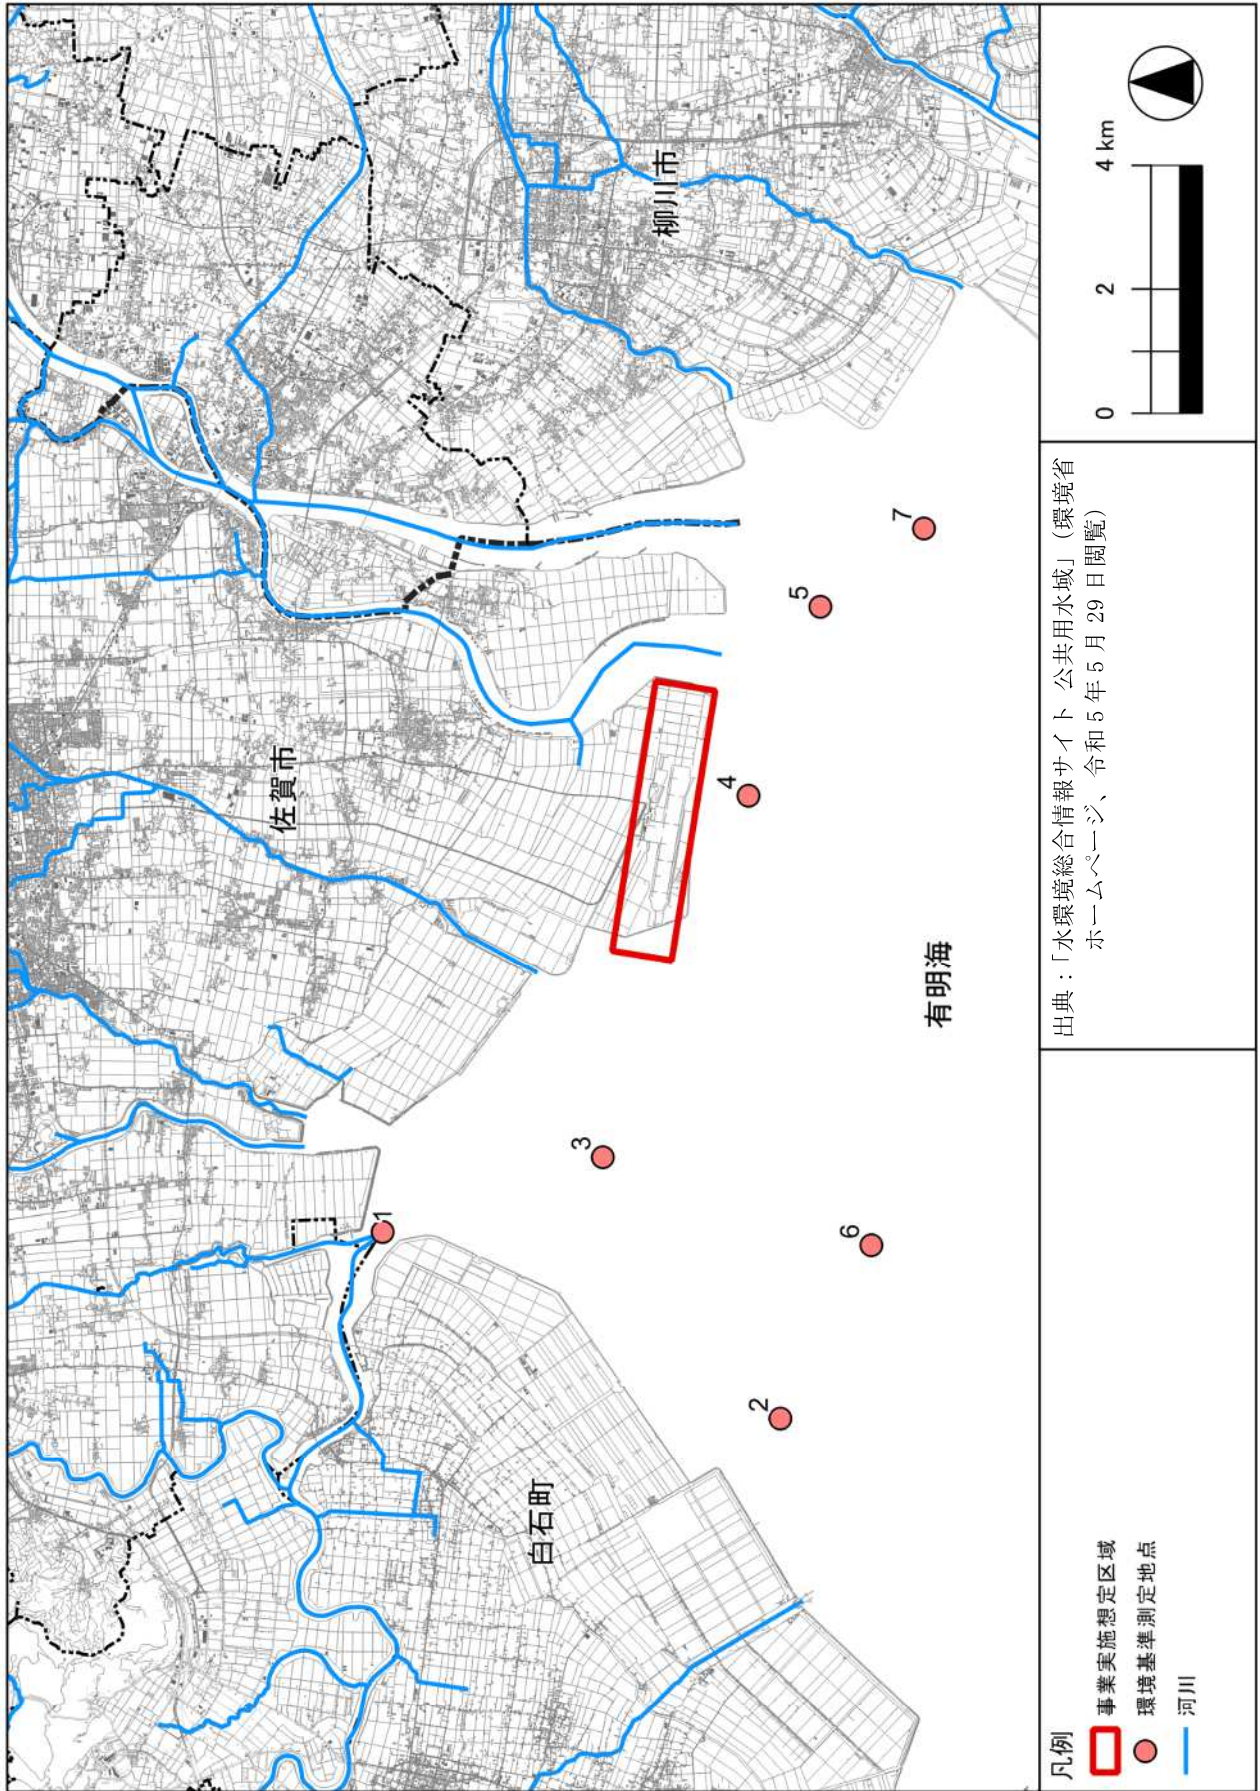 佐賀市
柳川市
白石町
有明海
1
2
3
4
5
6
7
凡例
事業実施想定区域
環境基準測定地点
河川
出典：「水環境総合情報サイト 公共用水域」（環境省
ホームページ、令和5年5月29日閲覧）
0 2 4 km